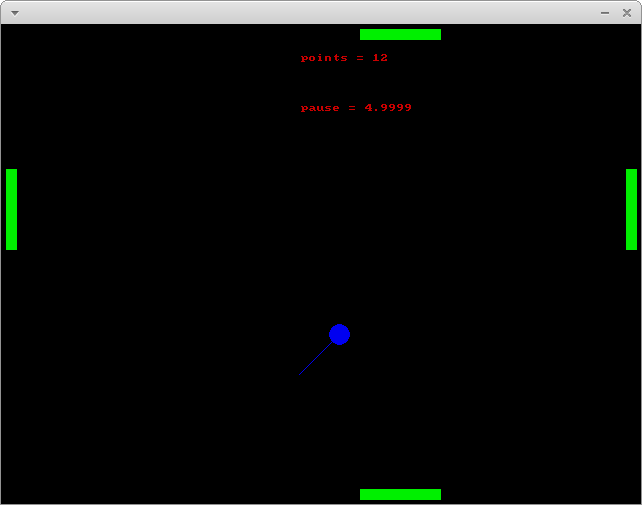 points = 12
pause = 4.9999